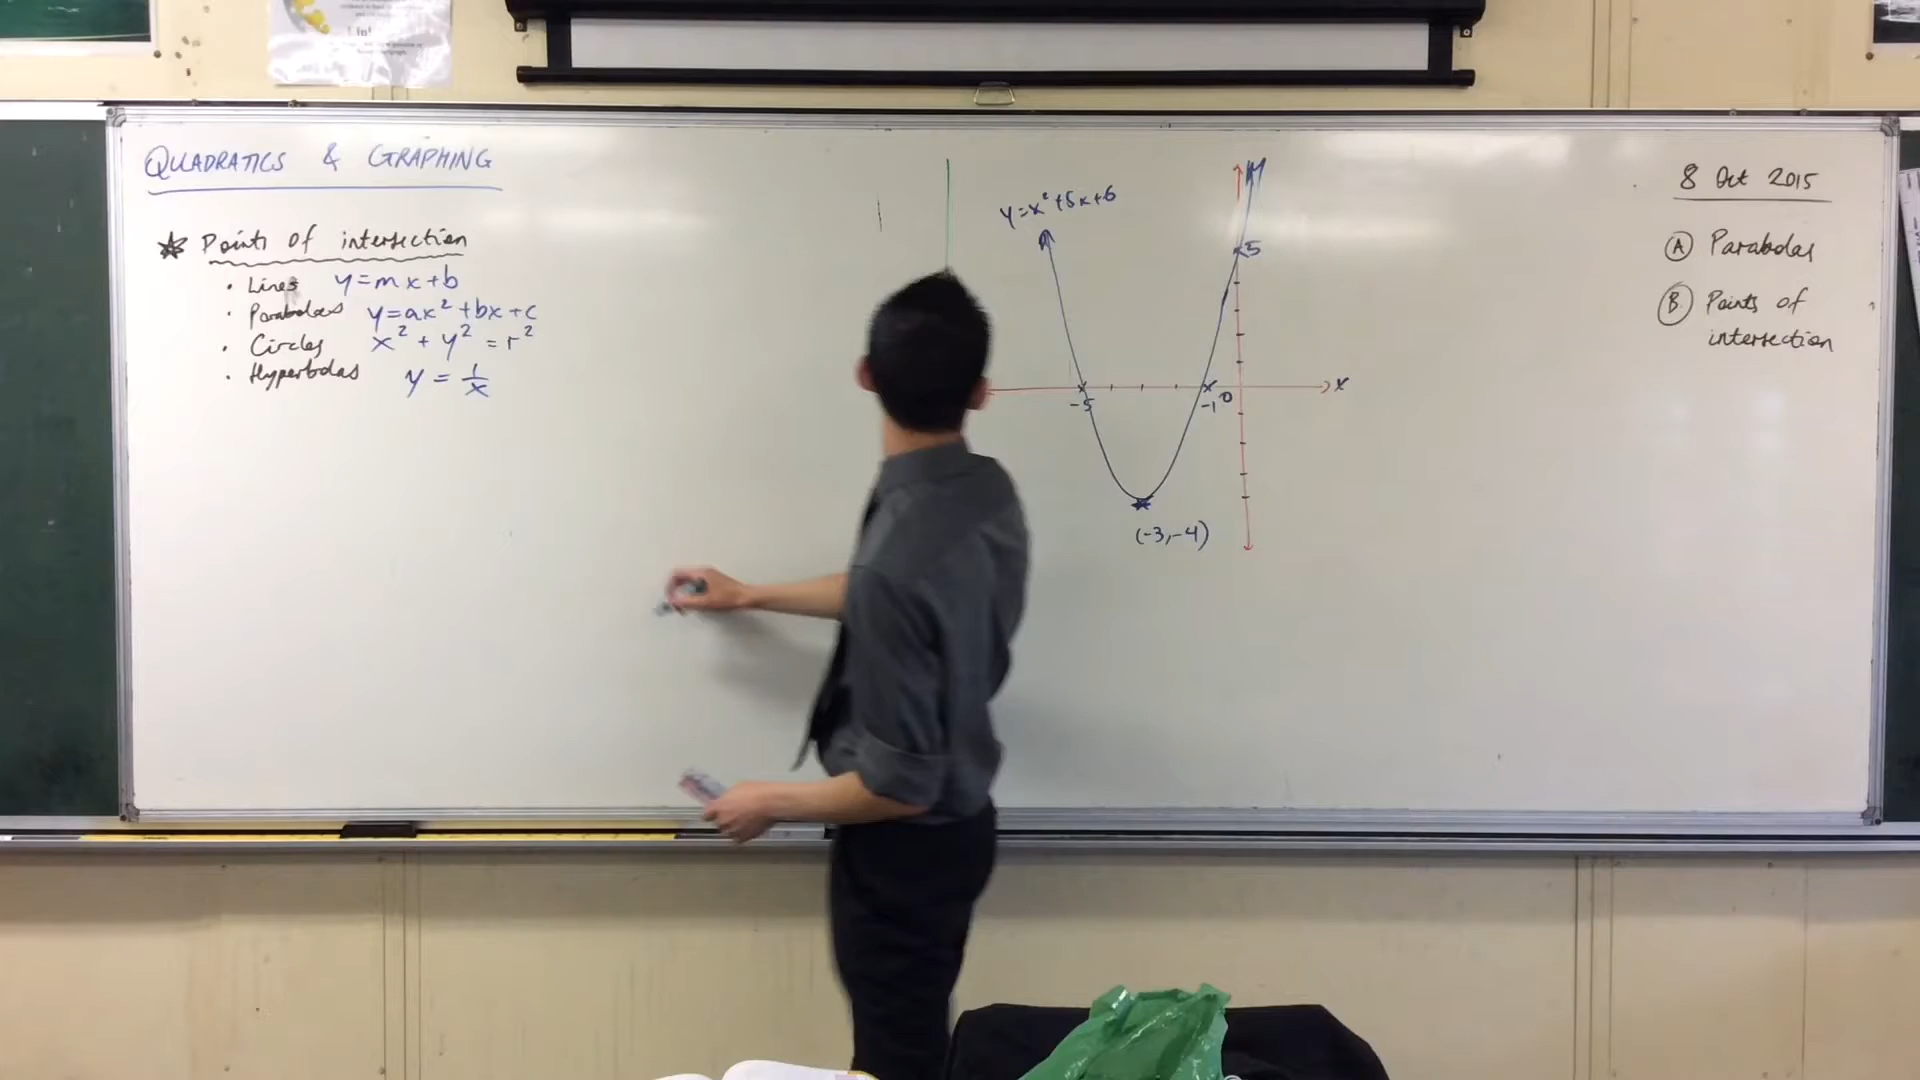 QUADRATICS & GRAPHING
Points of intersection
• Lines y=mx+b
• Parabolas y=ax²+bx+c
• Circles x²+y²=r²
• Hyperbolas y=1/x
y=x²+5x+6
5
x
-5
-1
0
(-3,-4)
8 Oct 2015
Ⓐ Parabolas
Ⓑ Points of
intersection